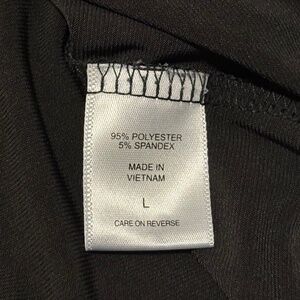 95% POLYESTER
5% SPANDEX
MADE IN
VIETNAM
L
CARE ON REVERSE